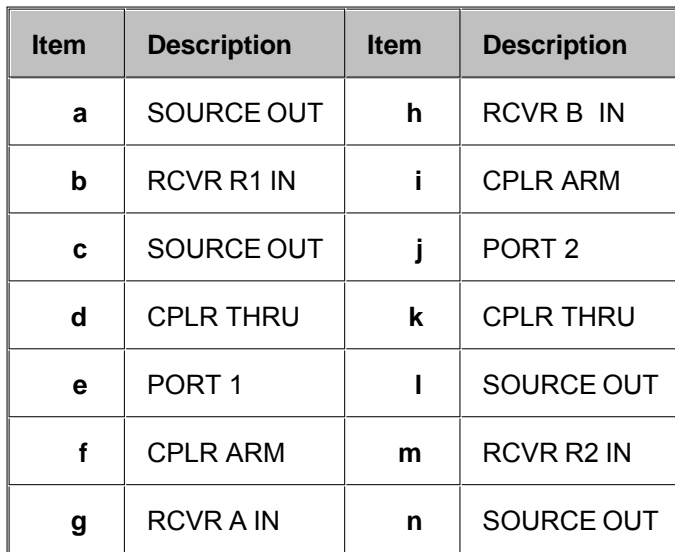 Item Description Item Description
a SOURCE OUT h RCVR B IN
b RCVR R1 IN i CPLR ARM
c SOURCE OUT j PORT 2
d CPLR THRU k CPLR THRU
e PORT 1 l SOURCE OUT
f CPLR ARM m RCVR R2 IN
g RCVR A IN n SOURCE OUT